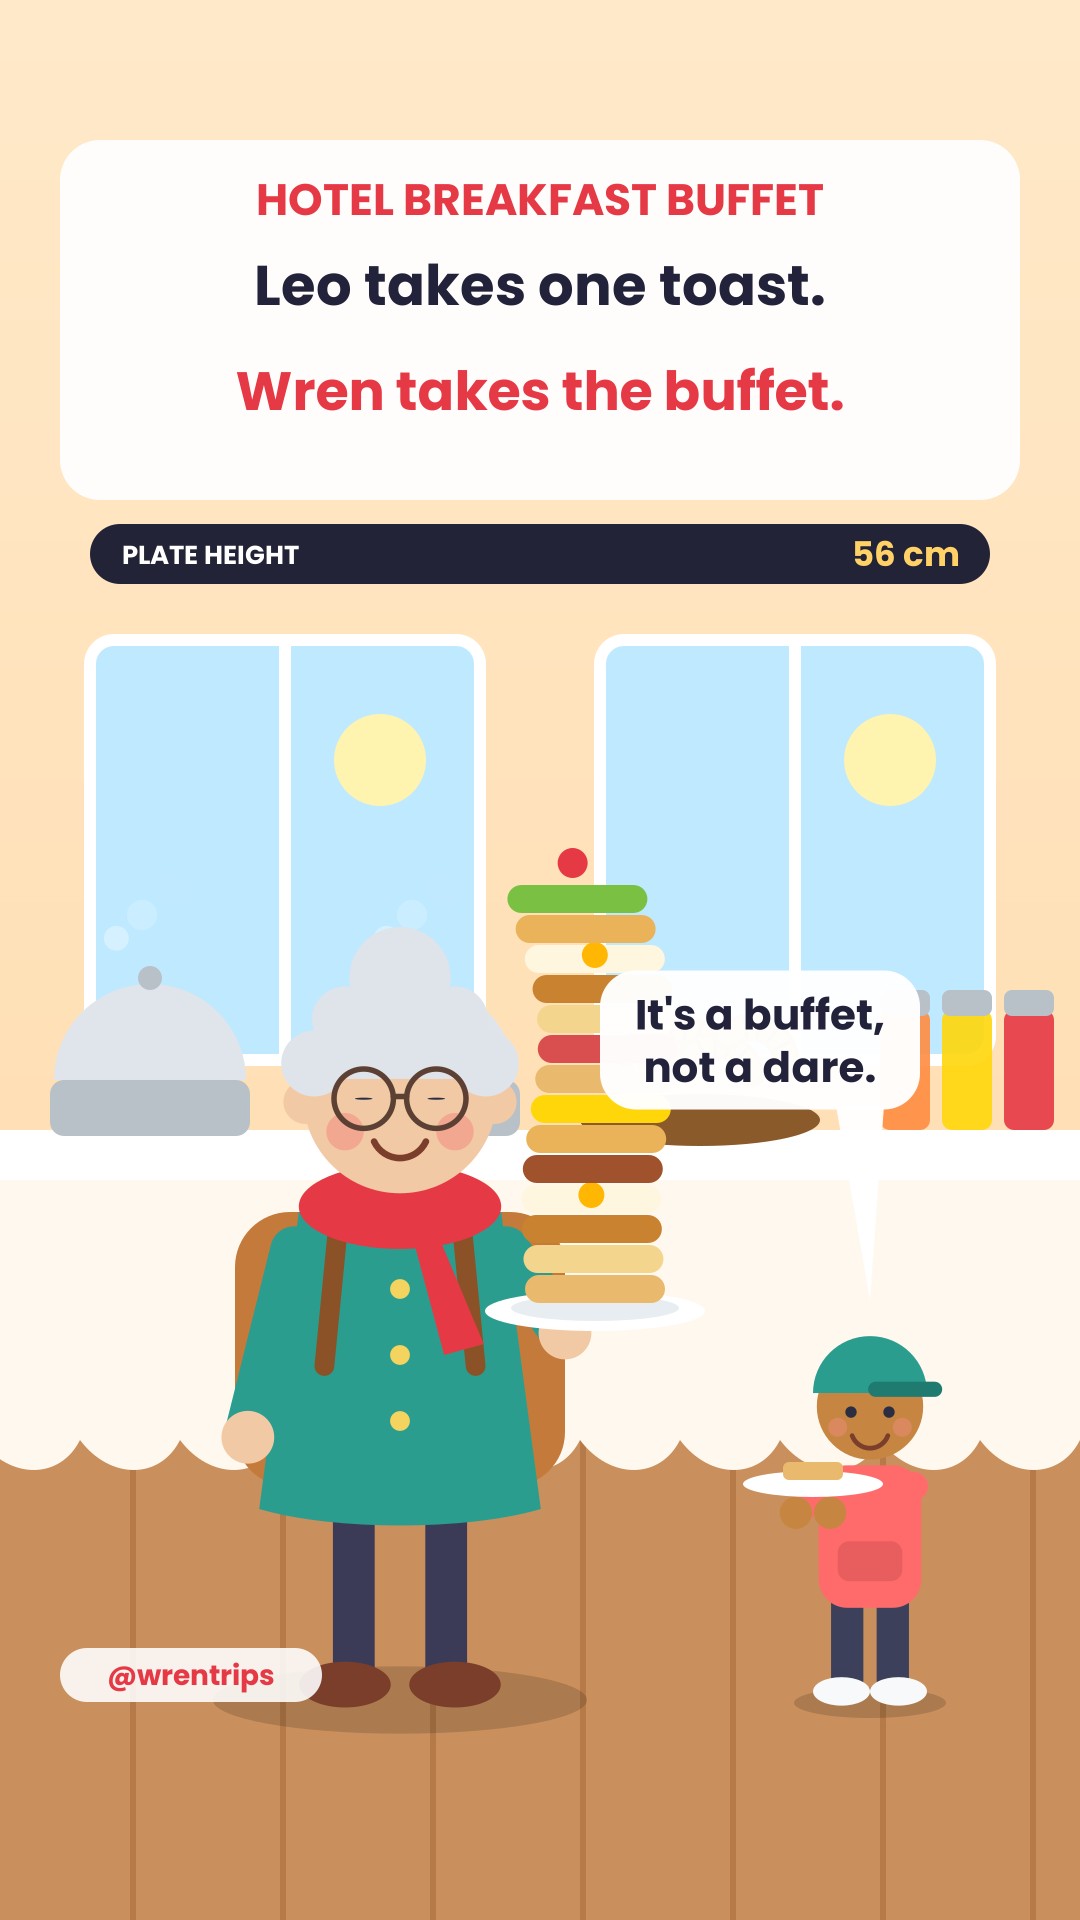 HOTEL BREAKFAST BUFFET
Leo takes one toast.
Wren takes the buffet.
PLATE HEIGHT
56 cm
It's a buffet,
not a dare.
@wrentrips